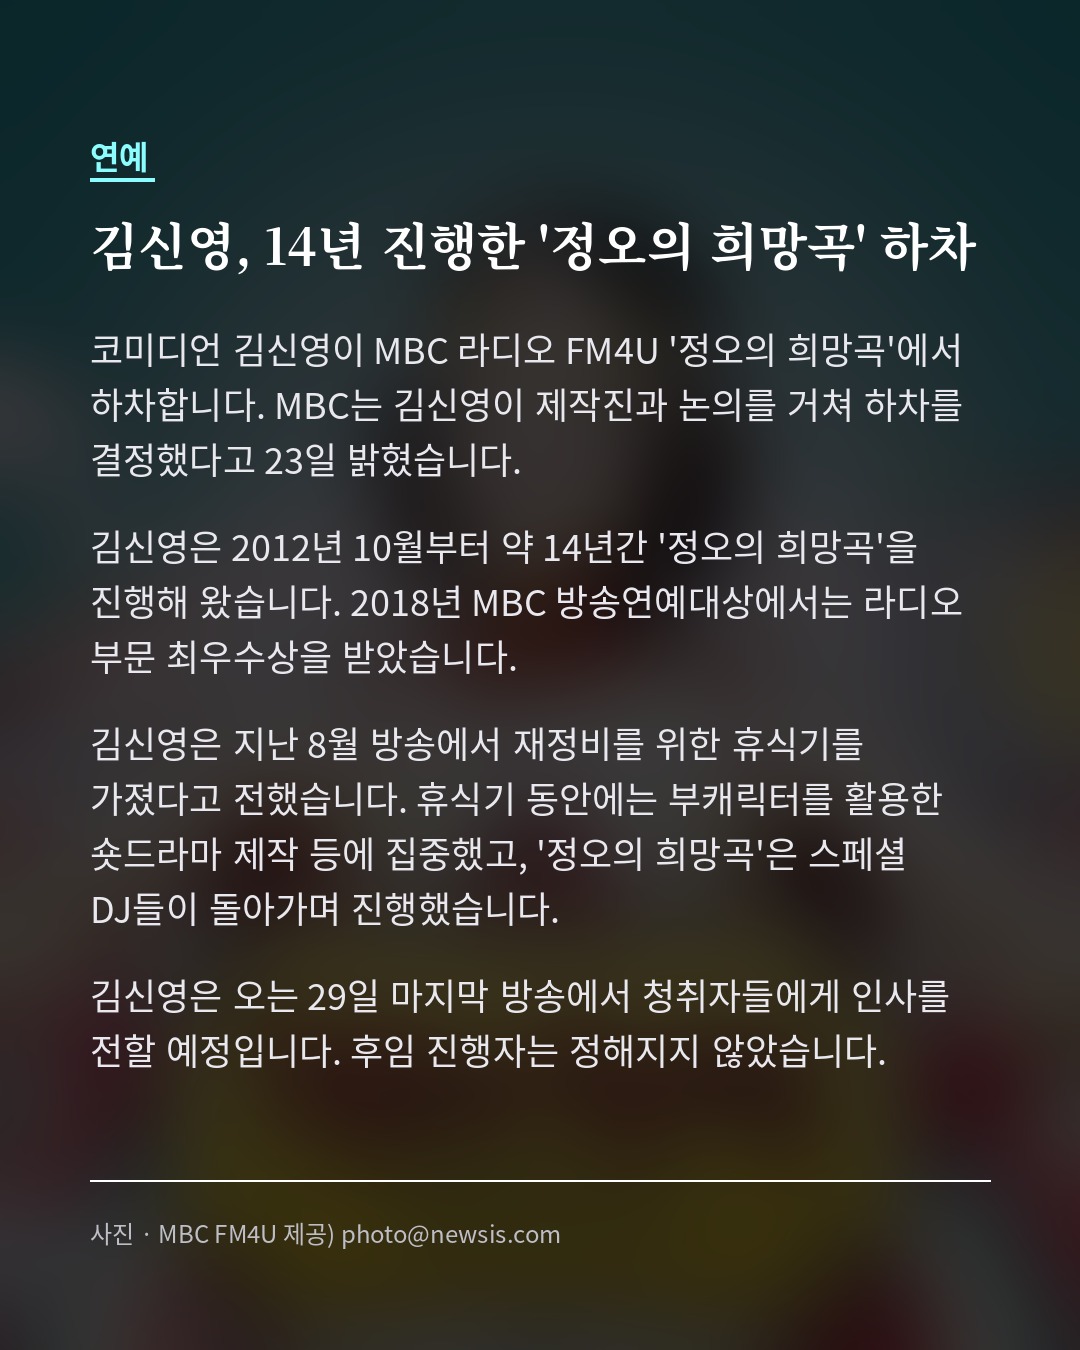 연예
김신영, 14년 진행한 '정오의 희망곡' 하차
코미디언 김신영이 MBC 라디오 FM4U '정오의 희망곡'에서
하차합니다. MBC는 김신영이 제작진과 논의를 거쳐 하차를
결정했다고 23일 밝혔습니다.
김신영은 2012년 10월부터 약 14년간 '정오의 희망곡'을
진행해 왔습니다. 2018년 MBC 방송연예대상에서는 라디오
부문 최우수상을 받았습니다.
김신영은 지난 8월 방송에서 재정비를 위한 휴식기를
가졌다고 전했습니다. 휴식기 동안에는 부캐릭터를 활용한
숏드라마 제작 등에 집중했고, '정오의 희망곡'은 스페셜
DJ들이 돌아가며 진행했습니다.
김신영은 오는 29일 마지막 방송에서 청취자들에게 인사를
전할 예정입니다. 후임 진행자는 정해지지 않았습니다.
사진 · MBC FM4U 제공) photo@newsis.com